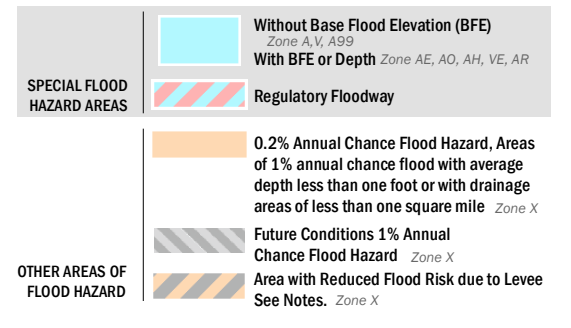 Without Base Flood Elevation (BFE)
Zone A,V, A99
With BFE or Depth Zone AE, AO, AH, VE, AR
SPECIAL FLOOD
HAZARD AREAS
Regulatory Floodway
0.2% Annual Chance Flood Hazard, Areas
of 1% annual chance flood with average
depth less than one foot or with drainage
areas of less than one square mile Zone X
Future Conditions 1% Annual
Chance Flood Hazard Zone X
OTHER AREAS OF
FLOOD HAZARD
Area with Reduced Flood Risk due to Levee
See Notes. Zone X